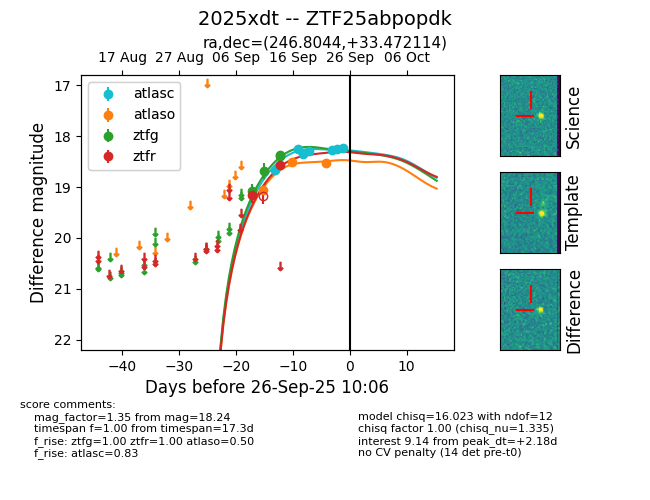 2025xdt -- ZTF25abpopdk
ra,dec=(246.8044,+33.472114)
17 Aug 27 Aug 06 Sep 16 Sep 26 Sep 06 Oct
atlasc
atlaso
ztfg
ztfr
17
18
19
20
21
22
Difference magnitude
−40 −30 −20 −10 0 10
Days before 26-Sep-25 10:06
Science
Template
Difference
score comments:
mag_factor=1.35 from mag=18.24
timespan f=1.00 from timespan=17.3d
f_rise: ztfg=1.00 ztfr=1.00 atlaso=0.50
f_rise: atlasc=0.83
model chisq=16.023 with ndof=12
chisq factor 1.00 (chisq_nu=1.335)
interest 9.14 from peak_dt=+2.18d
no CV penalty (14 det pre-t0)